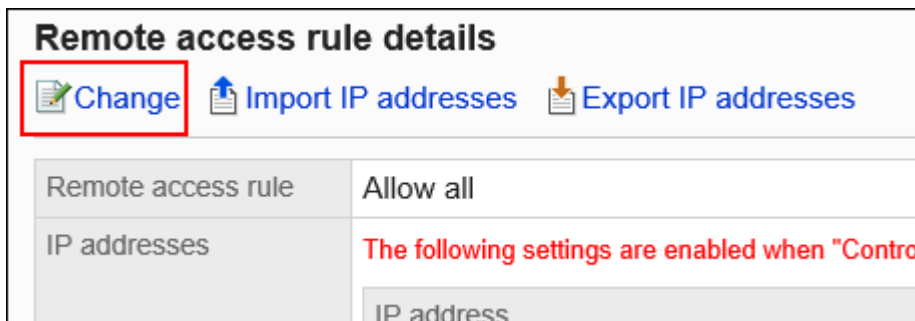 Remote access rule details
Change Import IP addresses Export IP addresses
Remote access rule Allow all
IP addresses The following settings are enabled when "Contro
IP address